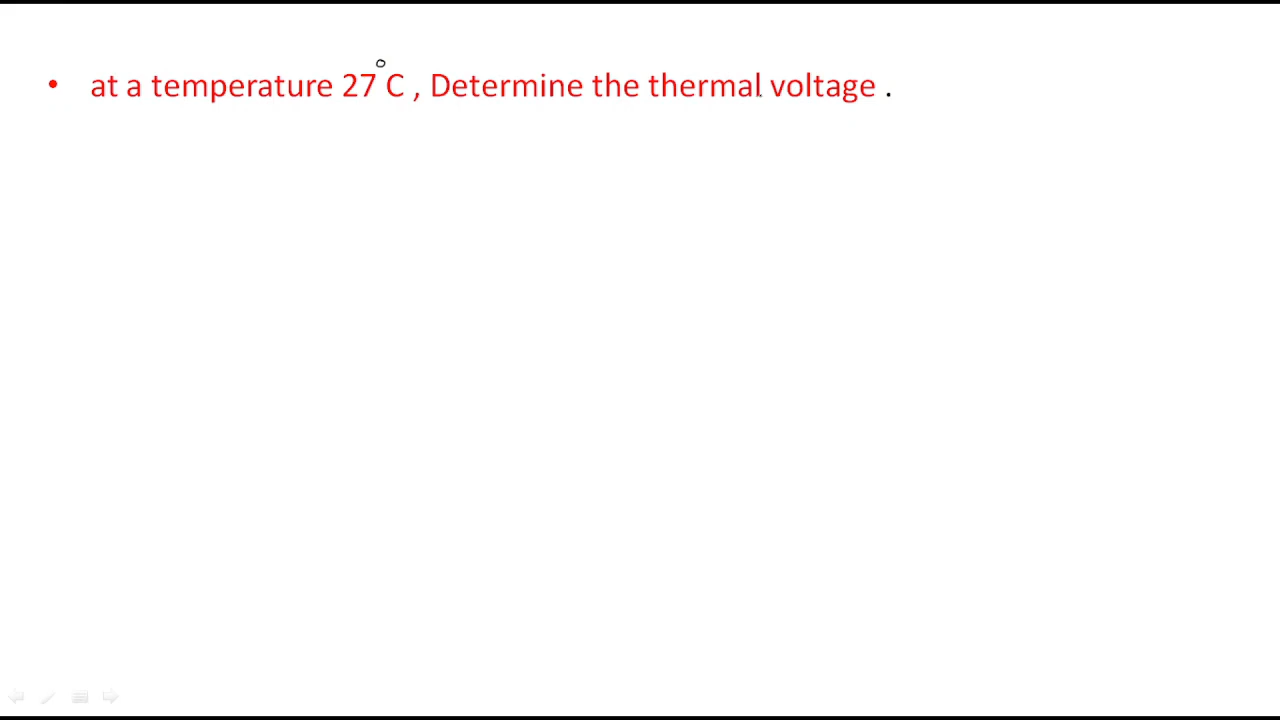 • at a temperature 27°C , Determine the thermal voltage .